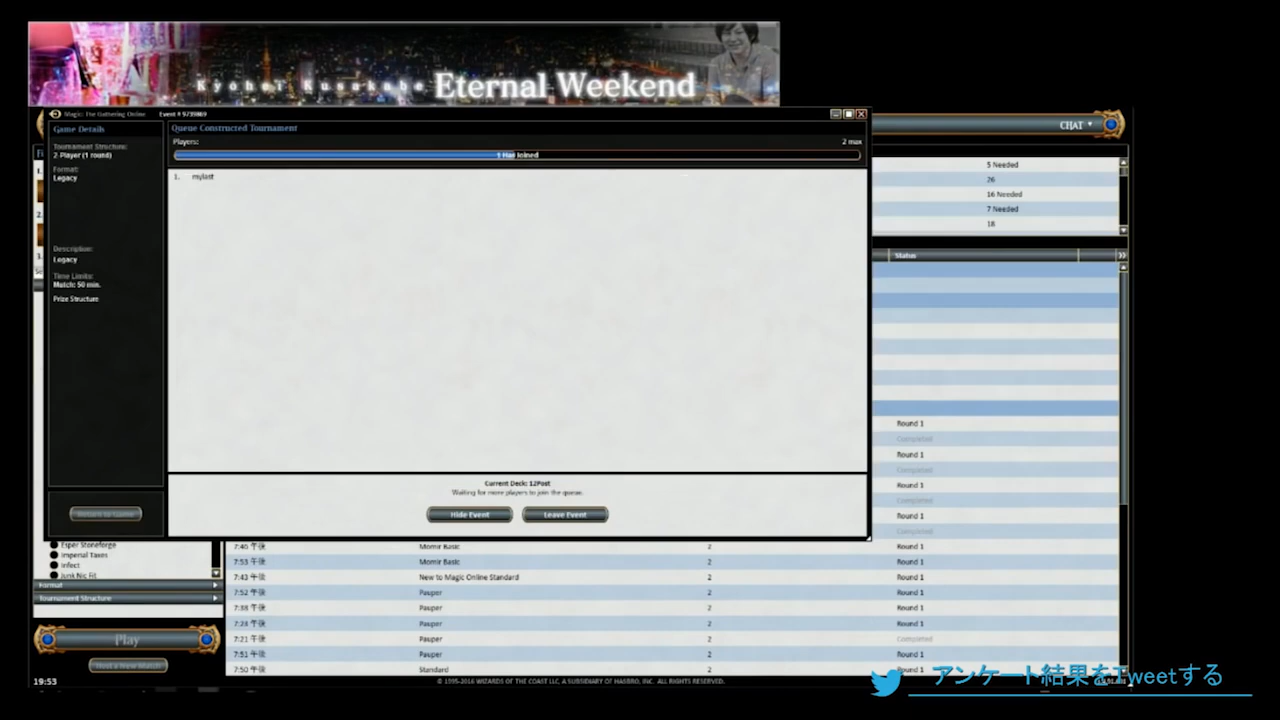 Kyohei Kusakabe Eternal Weekend
Magic: The Gathering Online Event # 9739869
Game Details
Tournament Structure:
2-Player (1 round)
Format:
Legacy
Description:
Legacy
Time Limits:
Match: 50 min.
Prize Structure
Return to Game
Queue Constructed Tournament
Players: 2 max
1 Has Joined
1. mylast
Current Deck: 12Post
Waiting for more players to join the queue.
Hide Event Leave Event
CHAT
5 Needed
26
16 Needed
7 Needed
18
Status
Round 1
Completed
Round 1
Completed
Round 1
Completed
Round 1
Completed
Esper Stoneforge
Imperial Taxes
Infect
Junk Nic Fit
Format
Tournament Structure
Play
Host a New Match
19:53
7:46 午後 Momir Basic 2 Round 1
7:53 午後 Momir Basic 2 Round 1
7:43 午後 New to Magic Online Standard 2 Round 1
7:52 午後 Pauper 2 Round 1
7:38 午後 Pauper 2 Round 1
7:28 午後 Pauper 2 Round 1
7:21 午後 Pauper 2 Completed
7:51 午後 Pauper 2 Round 1
7:50 午後 Standard 2 Round 1
© 1995-2016 WIZARDS OF THE COAST LLC, A SUBSIDIARY OF HASBRO, INC. ALL RIGHTS RESERVED.
アンケート結果をTweetする